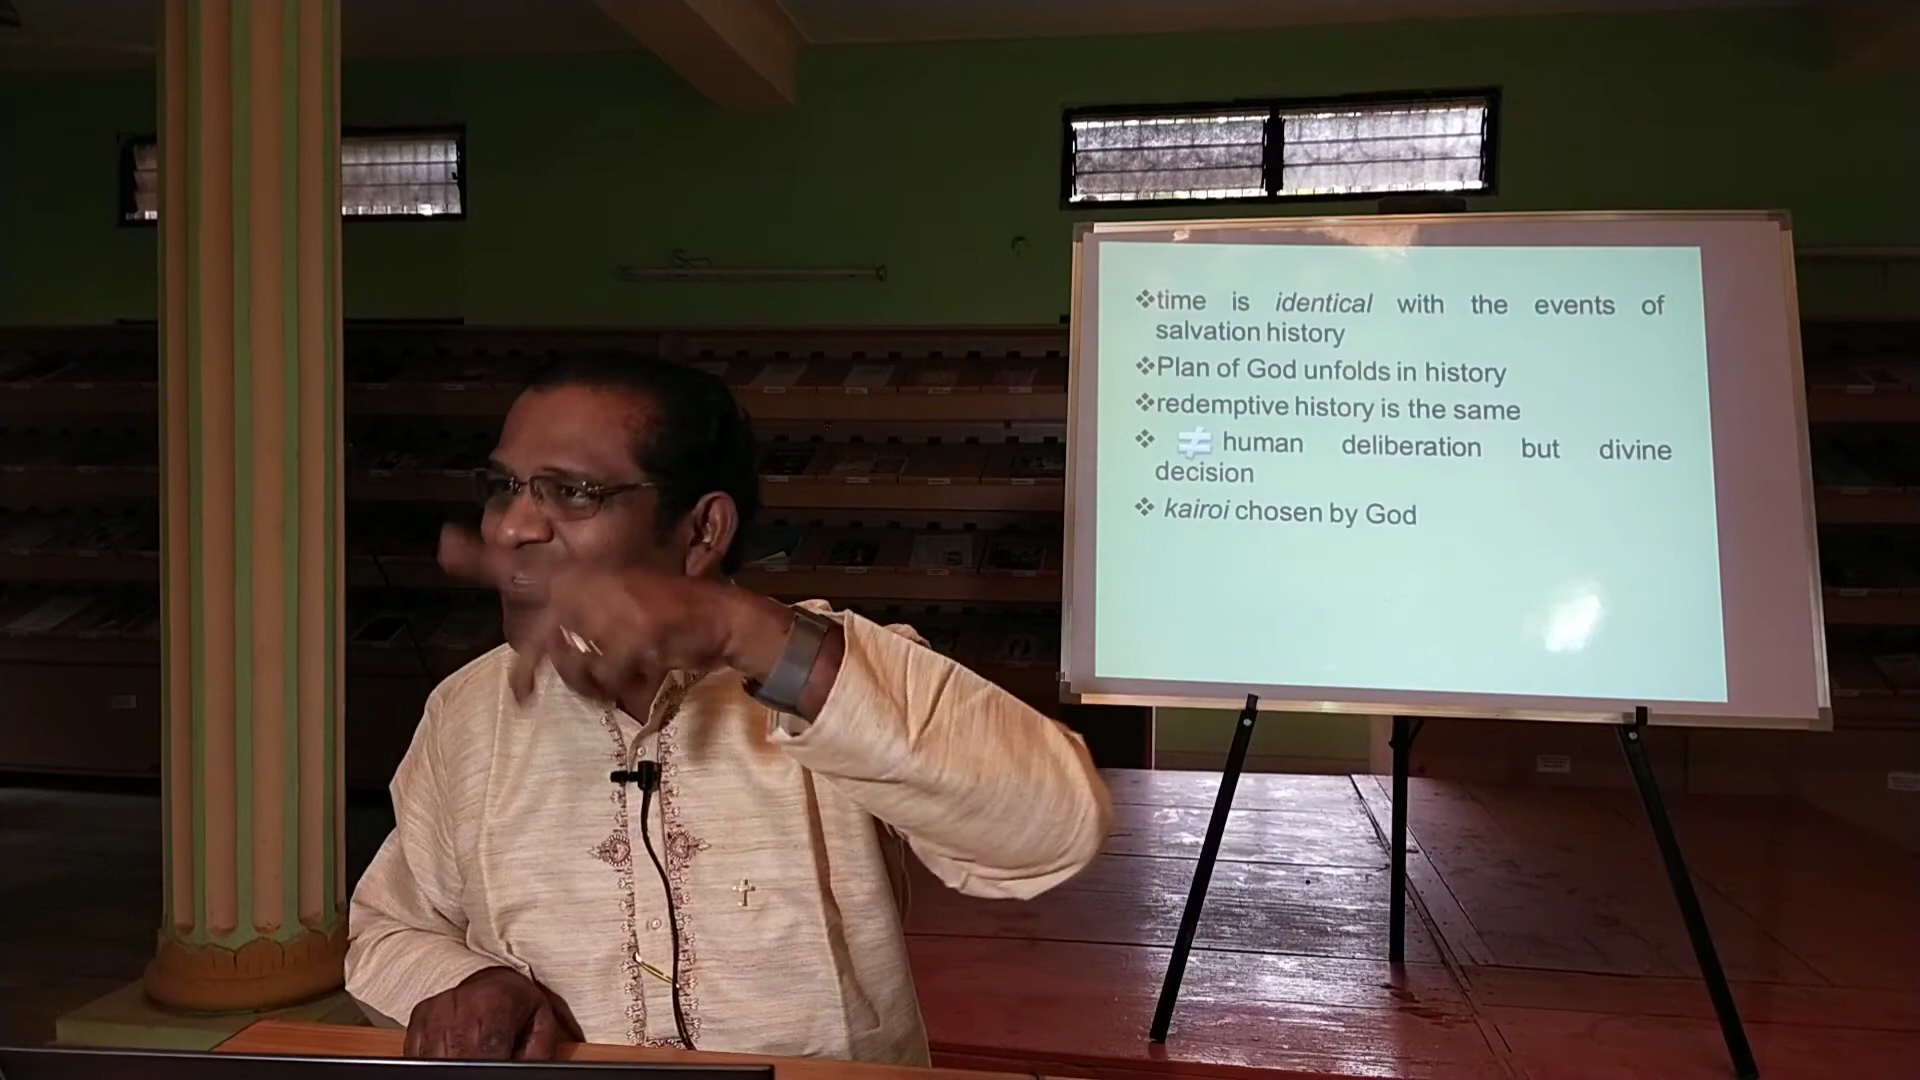 ❖time is identical with the events of
salvation history
❖Plan of God unfolds in history
❖redemptive history is the same
❖ ≠ human deliberation but divine
decision
❖ kairoi chosen by God